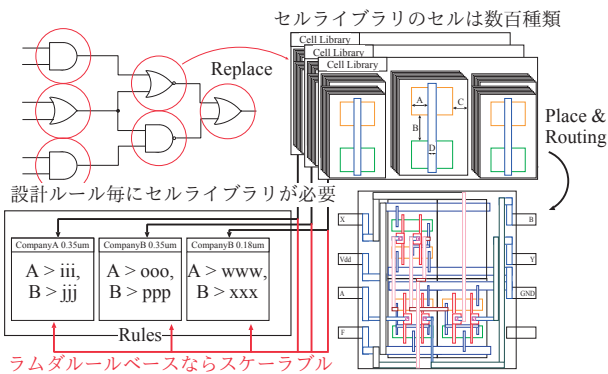 セルライブラリのセルは数百種類
Cell Library
Cell Library
Cell Library
Replace
A
C
B
D
Place &
Routing
設計ルール毎にセルライブラリが必要
CompanyA 0.35um
A > iii,
B > jjj
CompanyB 0.35um
A > ooo,
B > ppp
CompanyB 0.18um
A > www,
B > xxx
Rules
ラムダルールベースならスケーラブル
X
Vdd
A
F
B
Y
GND